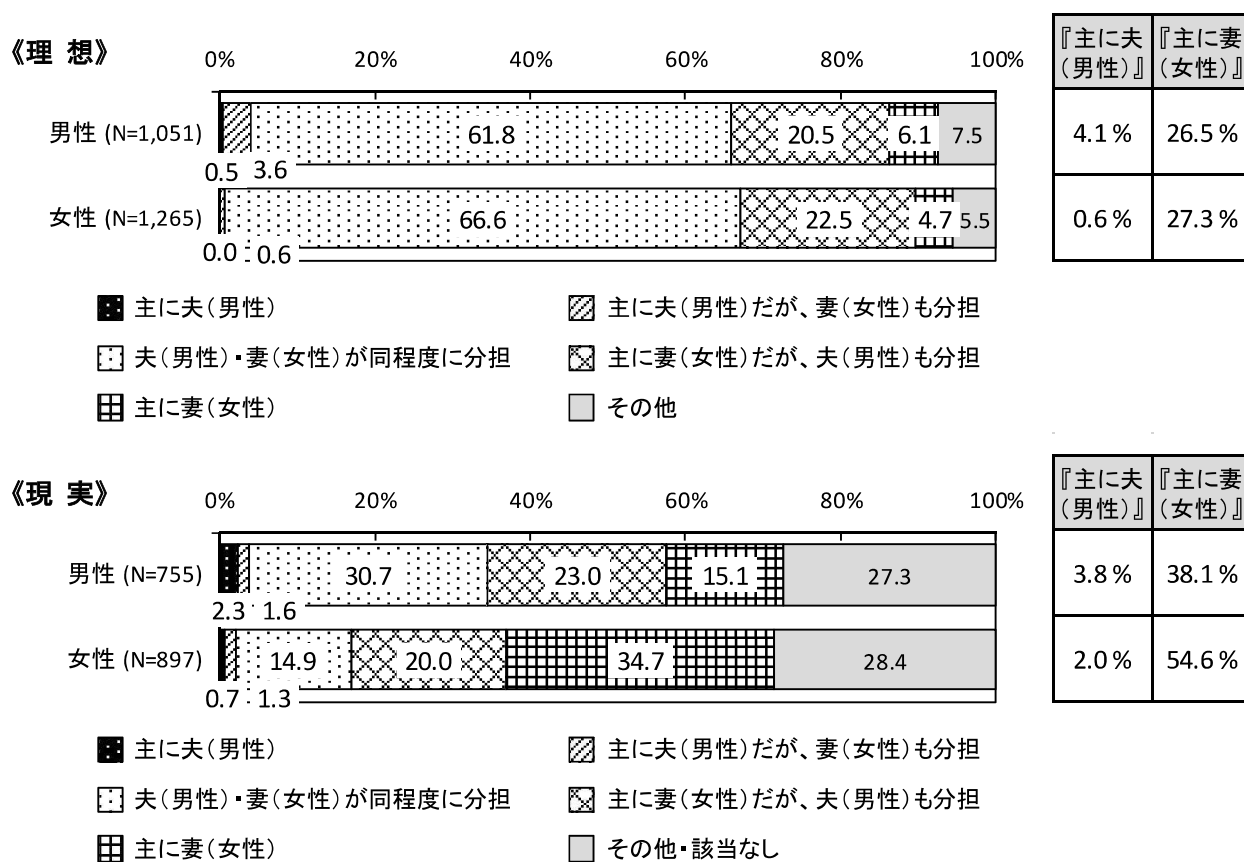 《理 想》
0% 20% 40% 60% 80% 100%
『主に夫（男性）』 『主に妻（女性）』
男性 (N=1,051) 61.8 20.5 6.1 7.5 4.1％ 26.5％
0.5 3.6
女性 (N=1,265) 66.6 22.5 4.7 5.5 0.6％ 27.3％
0.0 0.6
主に夫（男性） 主に夫（男性）だが、妻（女性）も分担
夫（男性）・妻（女性）が同程度に分担 主に妻（女性）だが、夫（男性）も分担
主に妻（女性） その他
《現 実》
0% 20% 40% 60% 80% 100%
『主に夫（男性）』 『主に妻（女性）』
男性 (N=755) 30.7 23.0 15.1 27.3 3.8％ 38.1％
2.3 1.6
女性 (N=897) 14.9 20.0 34.7 28.4 2.0％ 54.6％
0.7 1.3
主に夫（男性） 主に夫（男性）だが、妻（女性）も分担
夫（男性）・妻（女性）が同程度に分担 主に妻（女性）だが、夫（男性）も分担
主に妻（女性） その他・該当なし